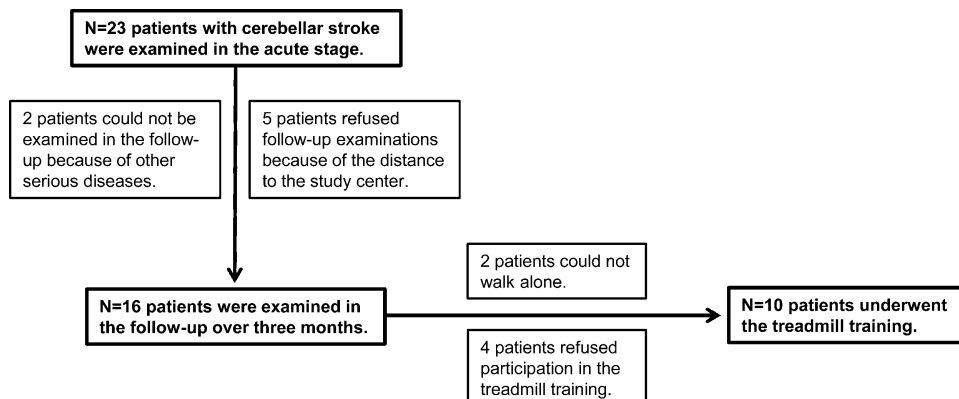 N=23 patients with cerebellar stroke
were examined in the acute stage.
2 patients could not be
examined in the follow-
up because of other
serious diseases.
5 patients refused
follow-up examinations
because of the distance
to the study center.
N=16 patients were examined in
the follow-up over three months.
2 patients could not
walk alone.
4 patients refused
participation in the
treadmill training.
N=10 patients underwent
the treadmill training.